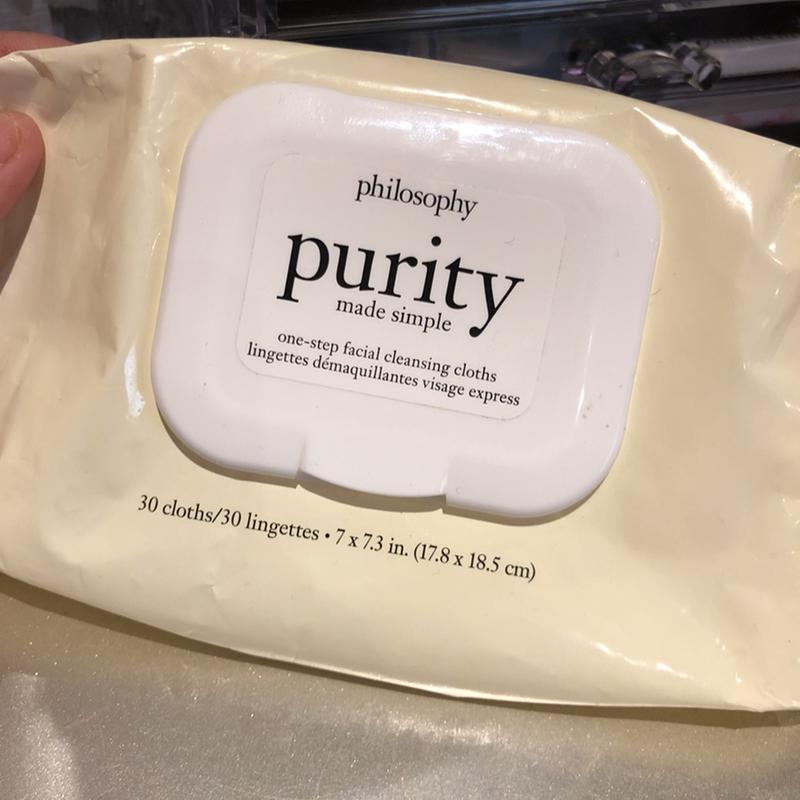 philosophy
purity
made simple
one-step facial cleansing cloths
lingettes démaquillantes visage express
30 cloths/30 lingettes • 7 x 7.3 in. (17.8 x 18.5 cm)